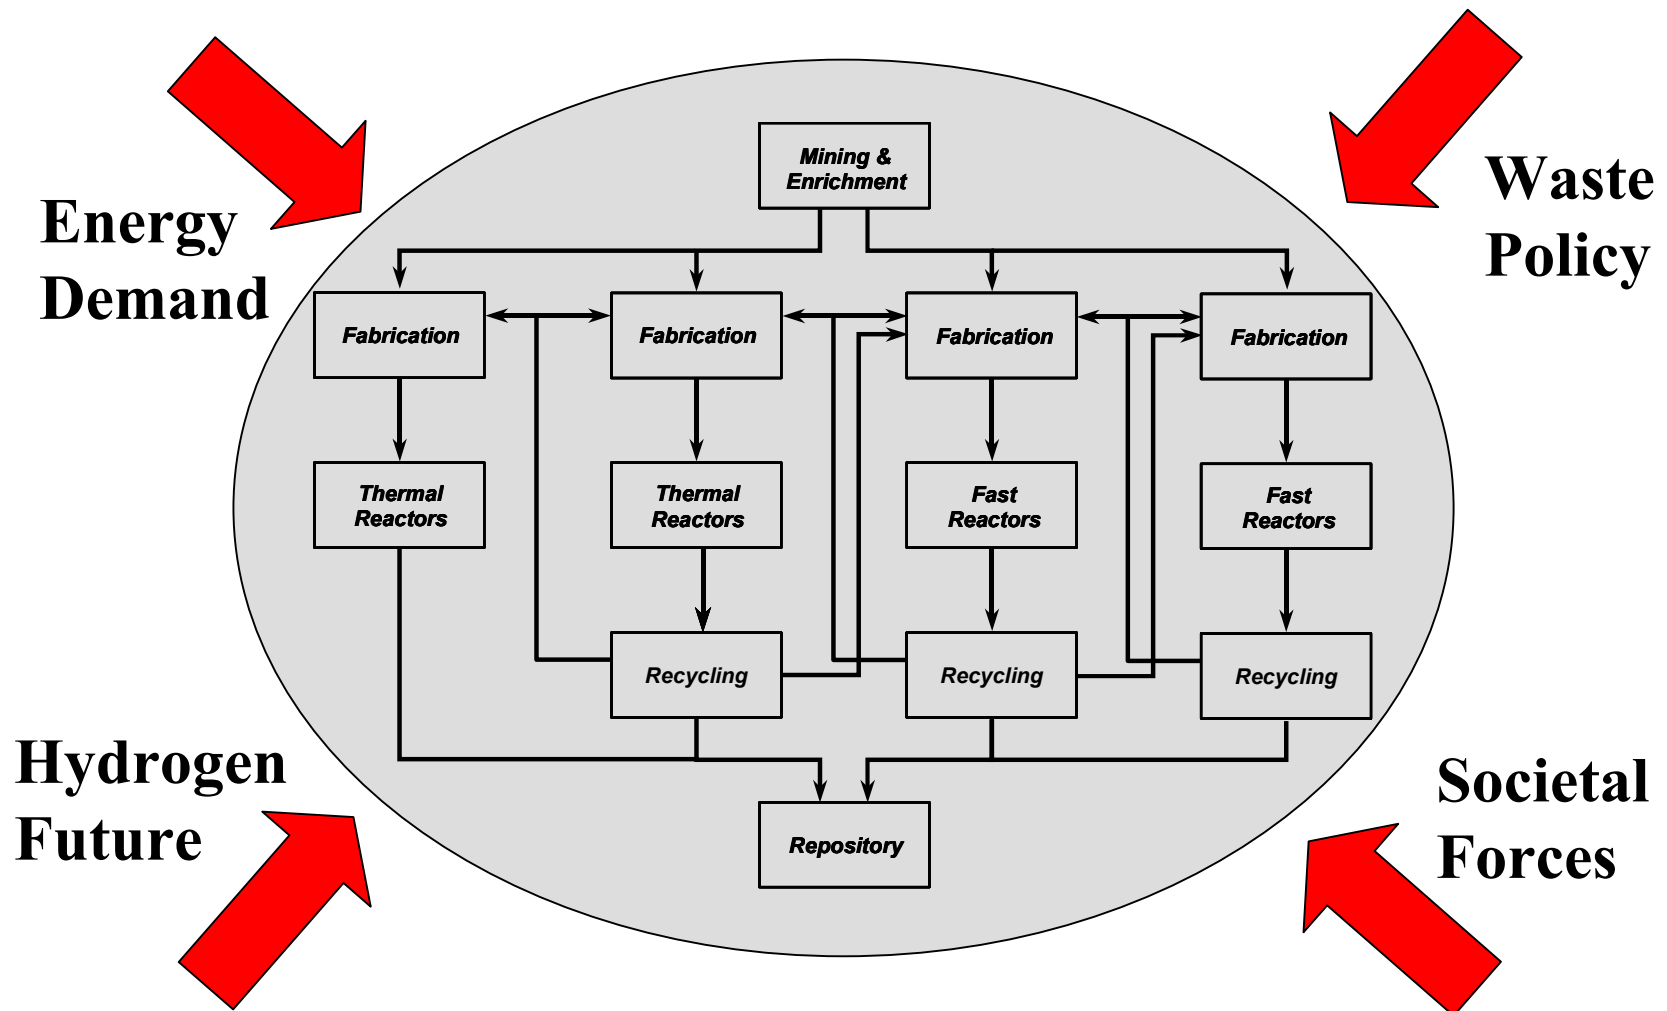 Energy
Demand
Waste
Policy
Mining &
Enrichment
Fabrication
Fabrication
Fabrication
Fabrication
Thermal
Reactors
Thermal
Reactors
Fast
Reactors
Fast
Reactors
Recycling
Recycling
Recycling
Repository
Hydrogen
Future
Societal
Forces